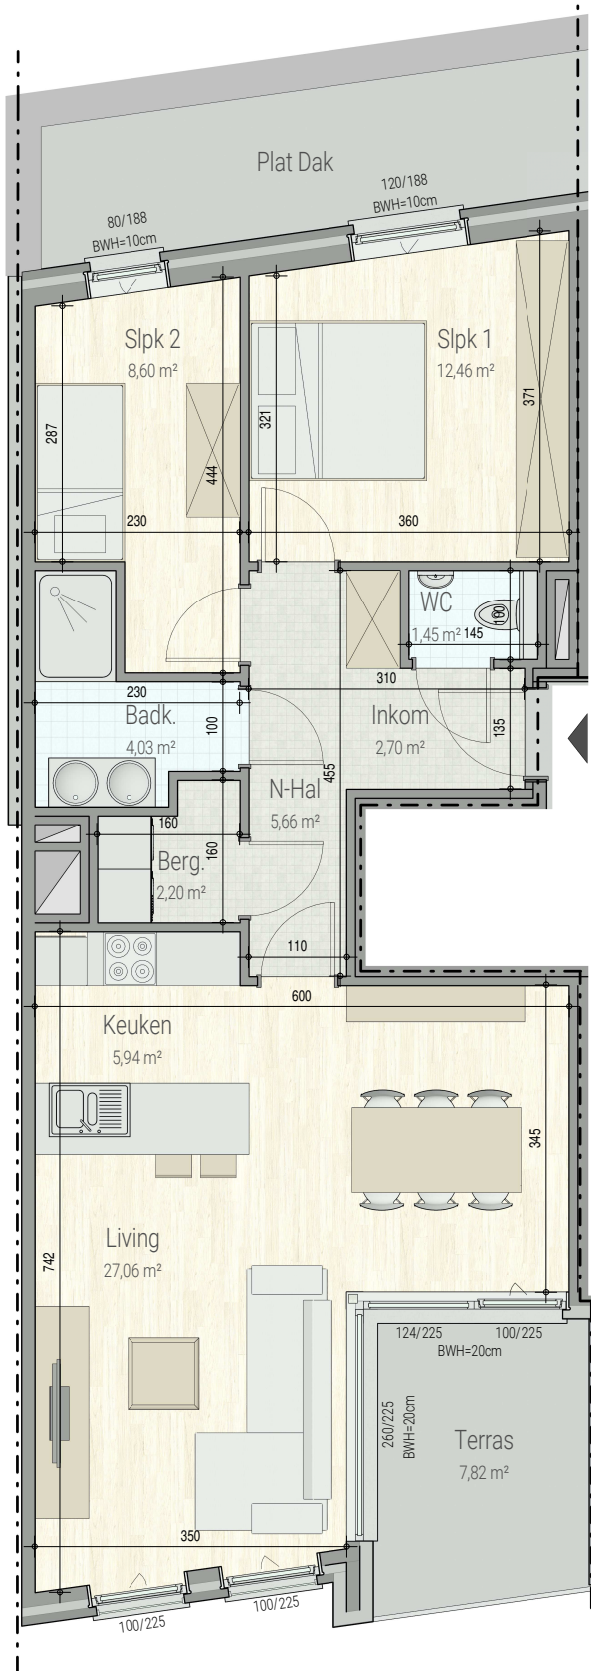 Plat Dak
120/188
BWH=10cm
80/188
BWH=10cm
Slpk 2
8,60 m²
Slpk 1
12,46 m²
287
444
321
371
230
360
WC
1,45 m²
145
100
230
310
Badk.
4,03 m²
100
Inkom
2,70 m²
135
455
N-Hal
5,66 m²
160
160
Berg.
2,20 m²
110
600
Keuken
5,94 m²
345
742
Living
27,06 m²
124/225
100/225
BWH=20cm
260/225
BWH=20cm
Terras
7,82 m²
350
100/225
100/225